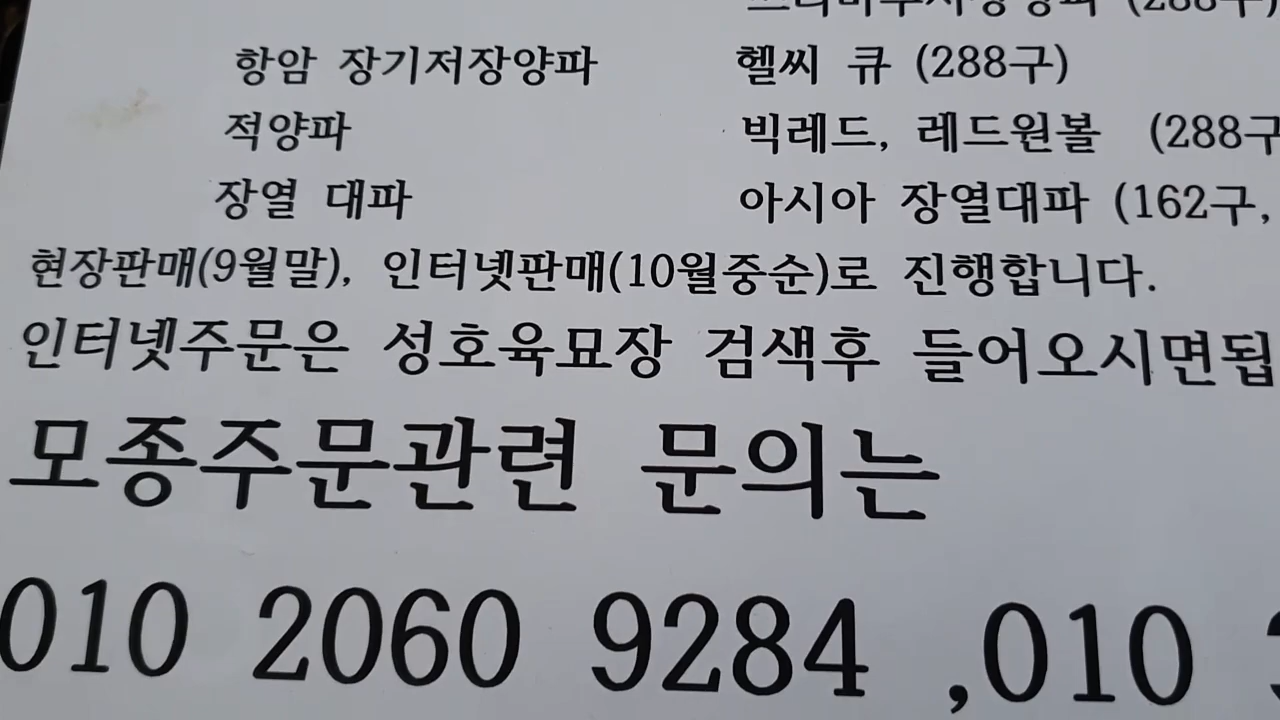 (288구)
항암 장기저장양파 헬씨 큐 (288구)
적양파 빅레드, 레드원볼 (288구
장열 대파 아시아 장열대파 (162구,
현장판매(9월말), 인터넷판매(10월중순)로 진행합니다.
인터넷주문은 성호육묘장 검색후 들어오시면됩
모종주문관련 문의는
010 2060 9284 ,010